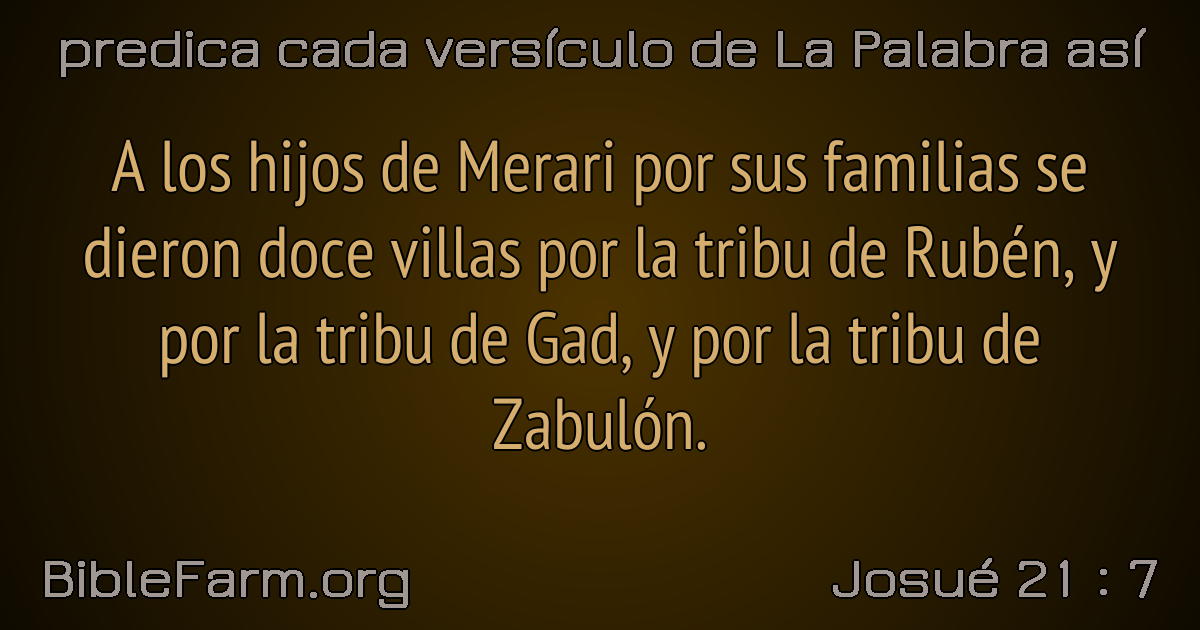 predica cada versículo de La Palabra así
A los hijos de Merari por sus familias se
dieron doce villas por la tribu de Rubén, y
por la tribu de Gad, y por la tribu de
Zabulón.
BibleFarm.org
Josué 21 : 7